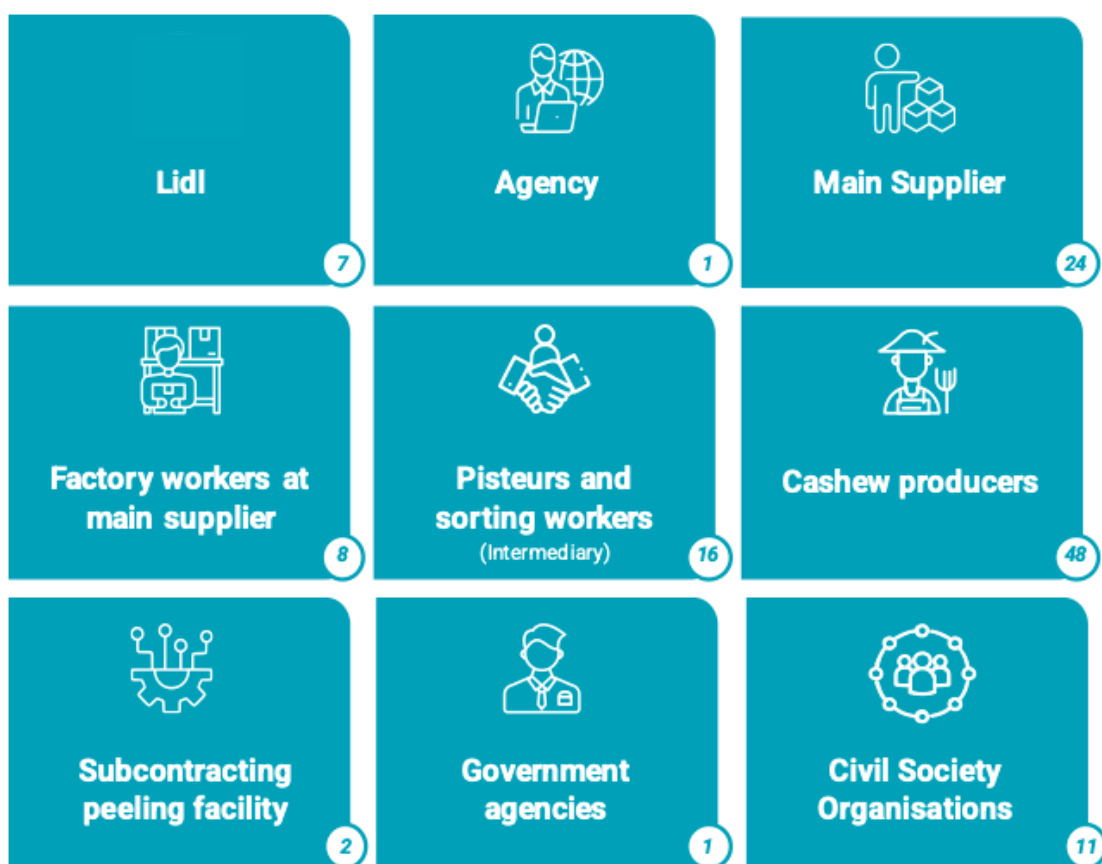 Lidl
7
Agency
1
Main Supplier
24
Factory workers at
main supplier
8
Pisteurs and
sorting workers
(Intermediary)
16
Cashew producers
48
Subcontracting
peeling facility
2
Government
agencies
1
Civil Society
Organisations
11